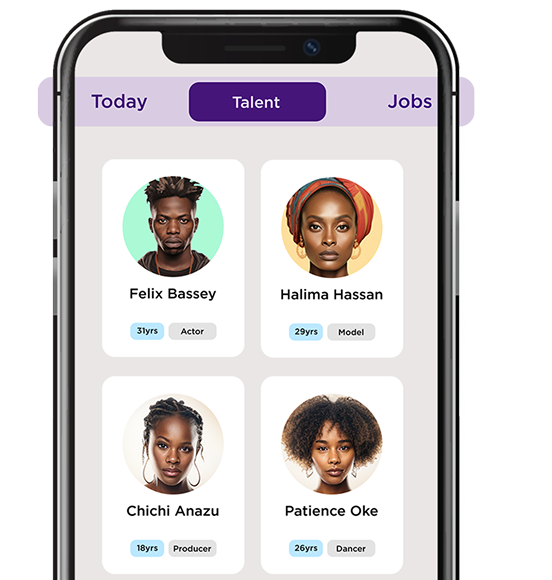 Today Talent Jobs
Felix Bassey
31yrs Actor
Halima Hassan
29yrs Model
Chichi Anazu
18yrs Producer
Patience Oke
26yrs Dancer